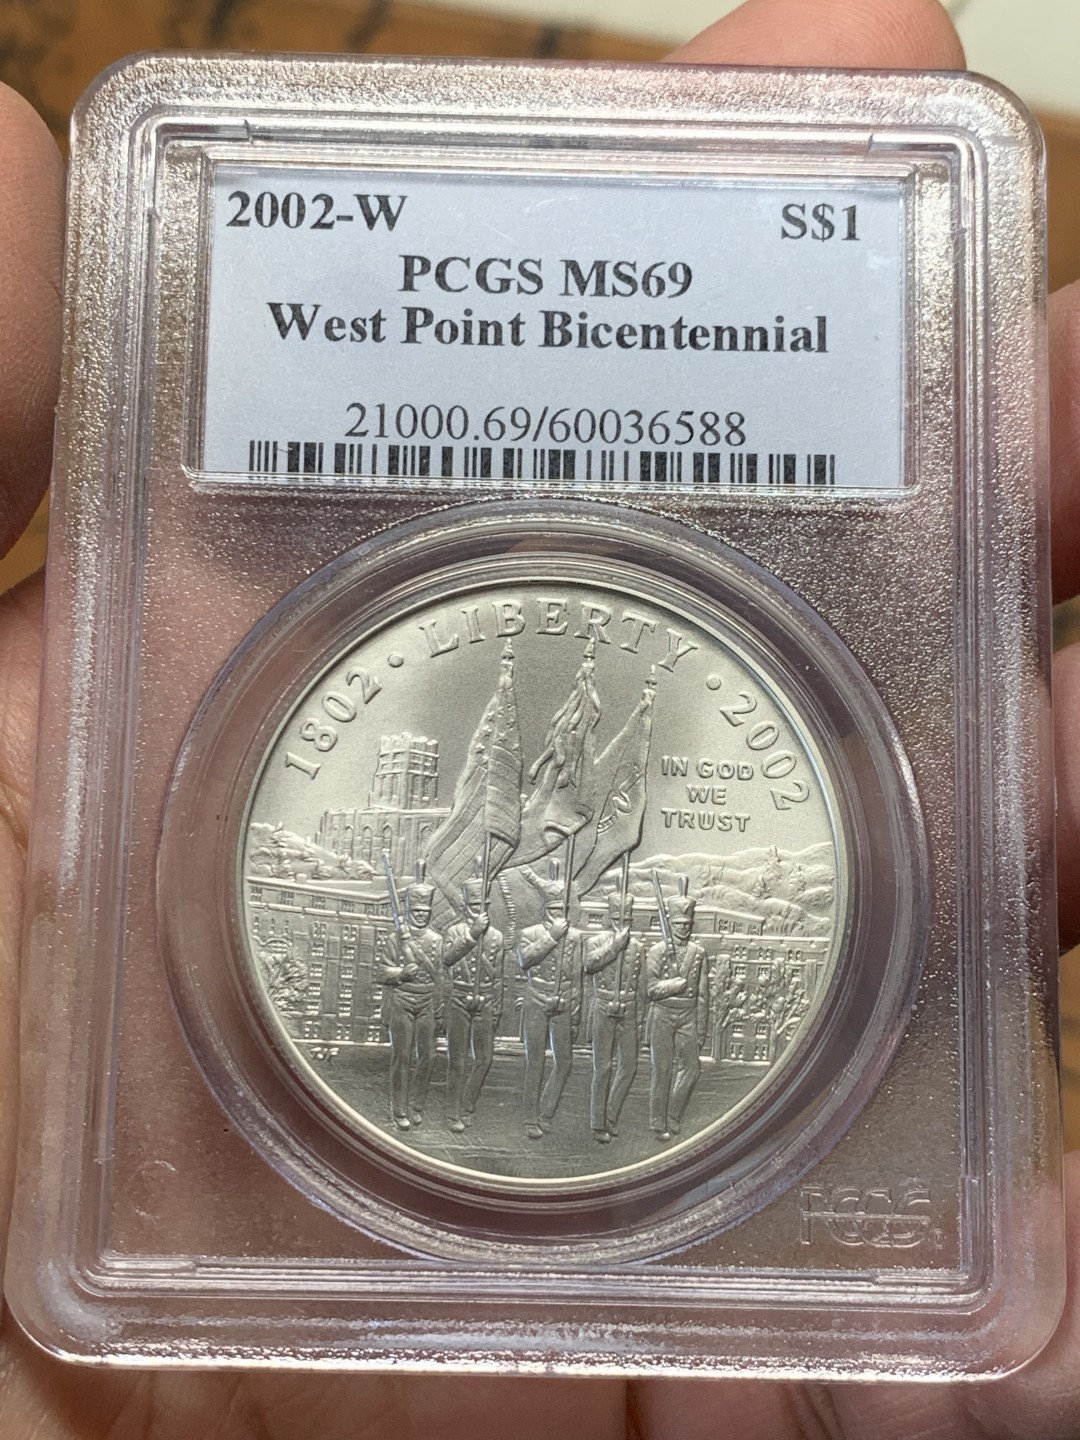 2002-W S$1
PCGS MS69
West Point Bicentennial
21000.69/60036588
1802 · LIBERTY · 2002
IN GOD
WE
TRUST
PCGS